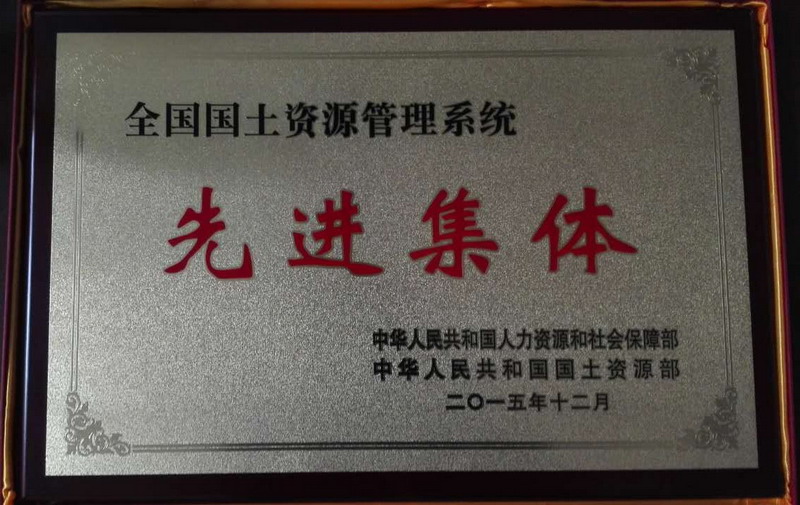 全国国土资源管理系统
先进集体
中华人民共和国人力资源和社会保障部
中华人民共和国国土资源部
二〇一五年十二月